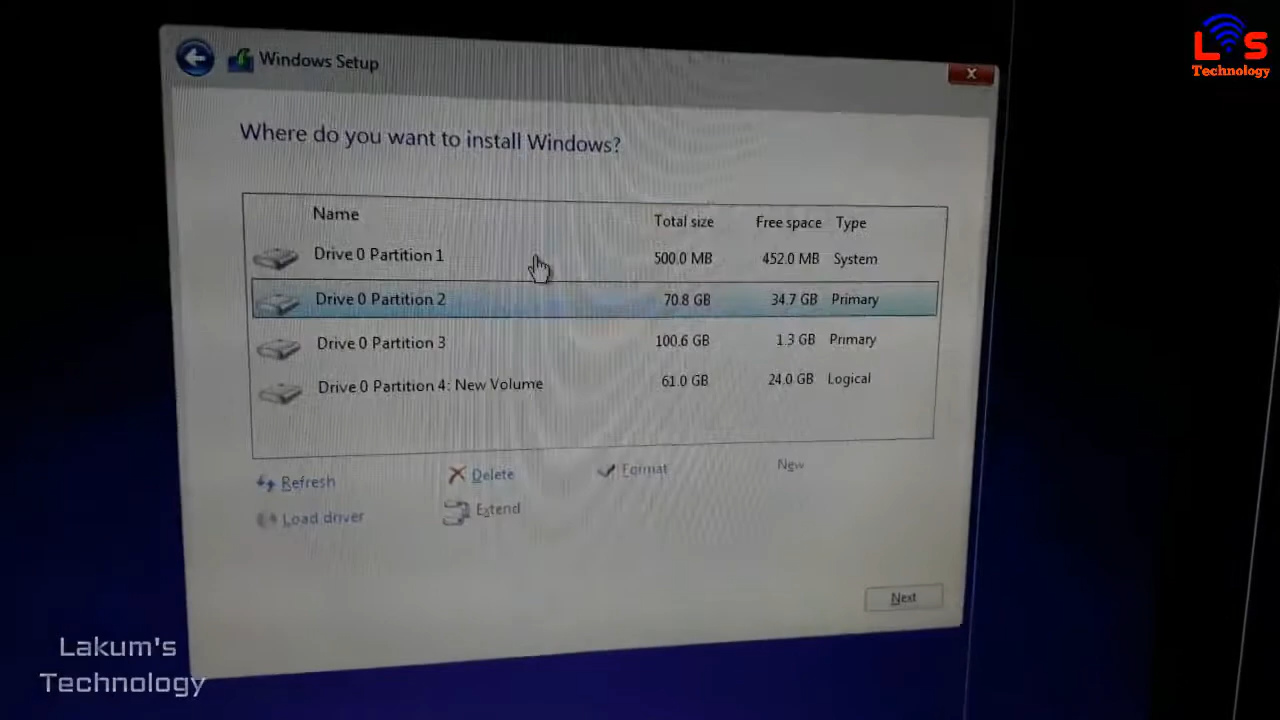 LS
Technology
Windows Setup
Where do you want to install Windows?
Name Total size Free space Type
Drive 0 Partition 1 500.0 MB 452.0 MB System
Drive 0 Partition 2 70.8 GB 34.7 GB Primary
Drive 0 Partition 3 100.6 GB 1.3 GB Primary
Drive 0 Partition 4: New Volume 61.0 GB 24.0 GB Logical
Refresh Delete Format New
Load driver Extend
Next
Lakum's
Technology